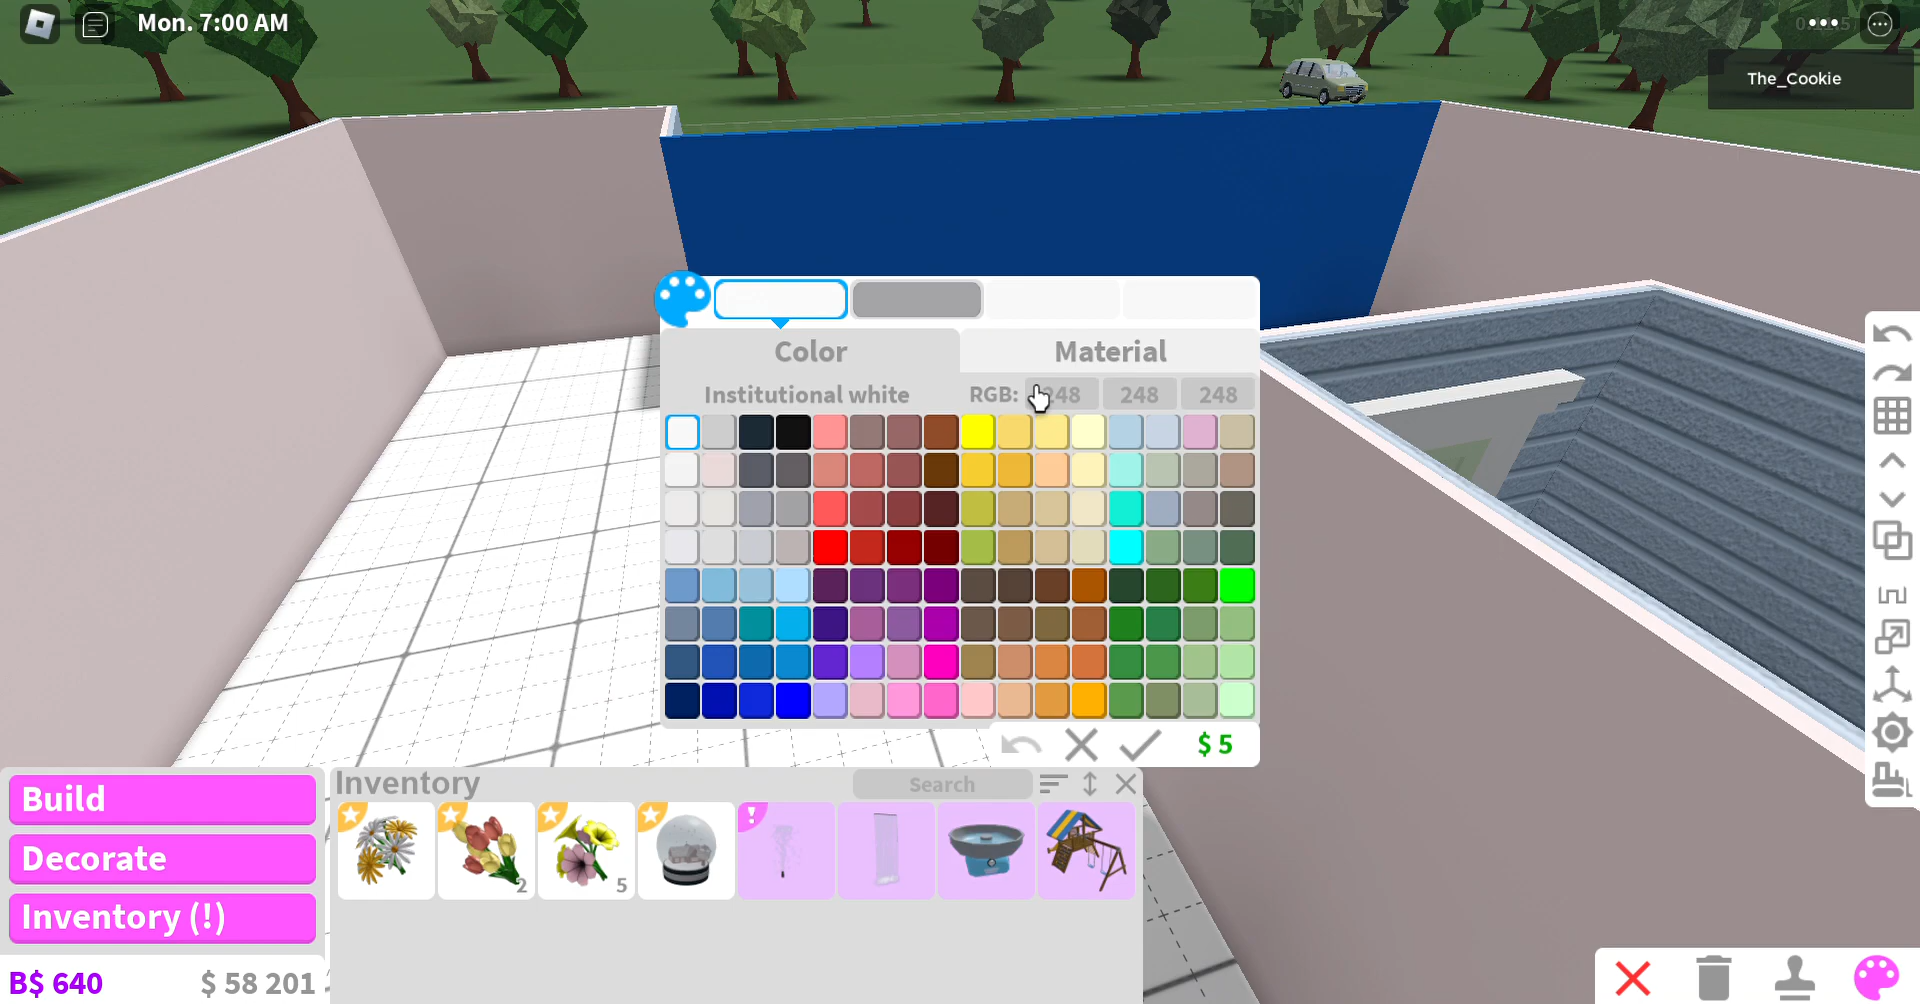 Mon. 7:00 AM
The_Cookie
Color
Material
Institutional white
RGB:
248
248
$ 5
Inventory
Search
2
5
!
Build
Decorate
Inventory (!)
B$ 640
$ 58 201